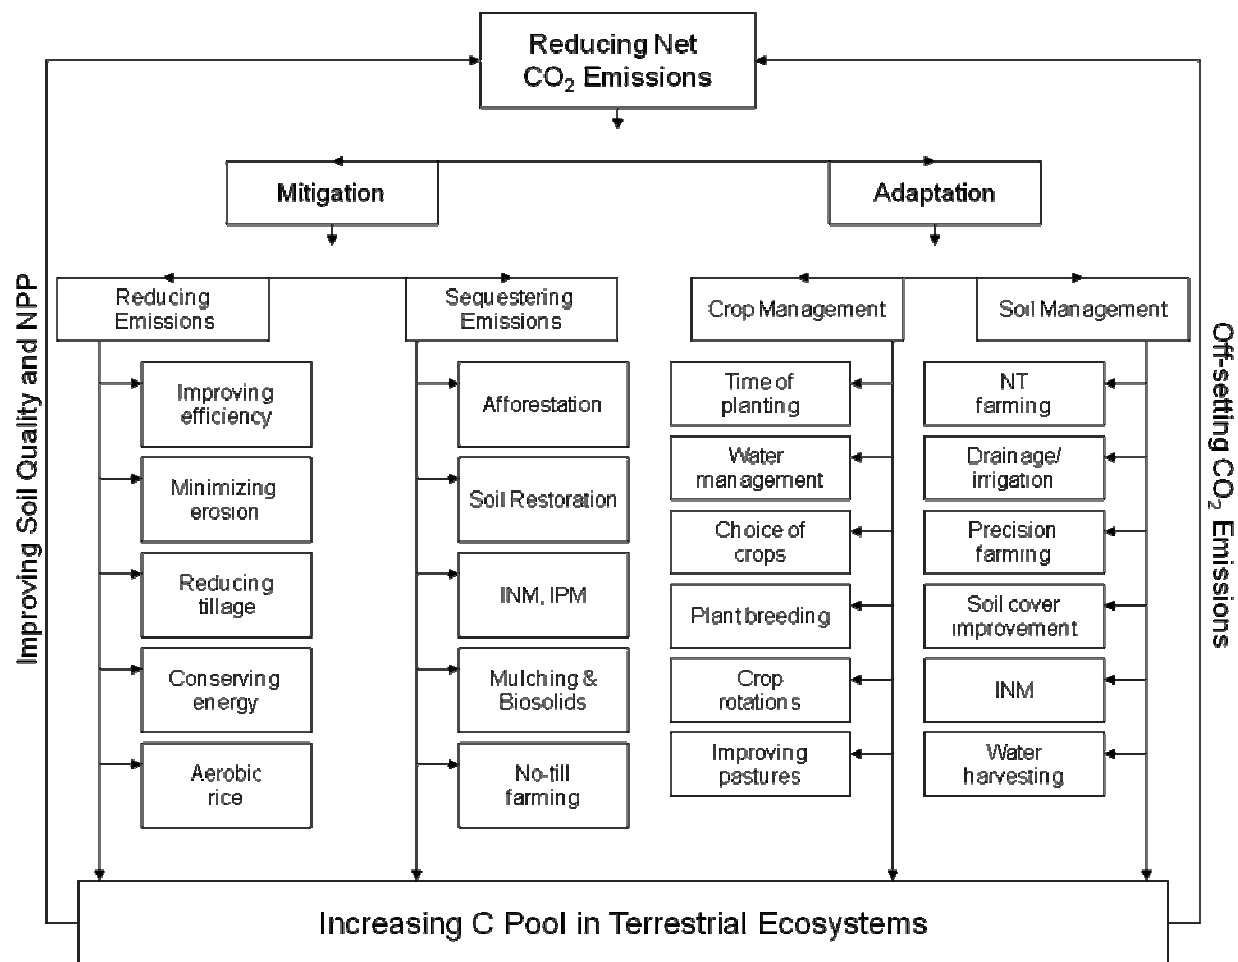 Reducing Net
CO₂ Emissions
Mitigation
Adaptation
Reducing
Emissions
Sequestering
Emissions
Crop Management
Soil Management
Improving
efficiency
Minimizing
erosion
Reducing
tillage
Conserving
energy
Aerobic
rice
Afforestation
Soil Restoration
INM, IPM
Mulching &
Biosolids
No-till
farming
Time of
planting
Water
management
Choice of
crops
Plant breeding
Crop
rotations
Improving
pastures
NT
farming
Drainage/
irrigation
Precision
farming
Soil cover
improvement
INM
Water
harvesting
Improving Soil Quality and NPP
Off-setting CO₂ Emissions
Increasing C Pool in Terrestrial Ecosystems